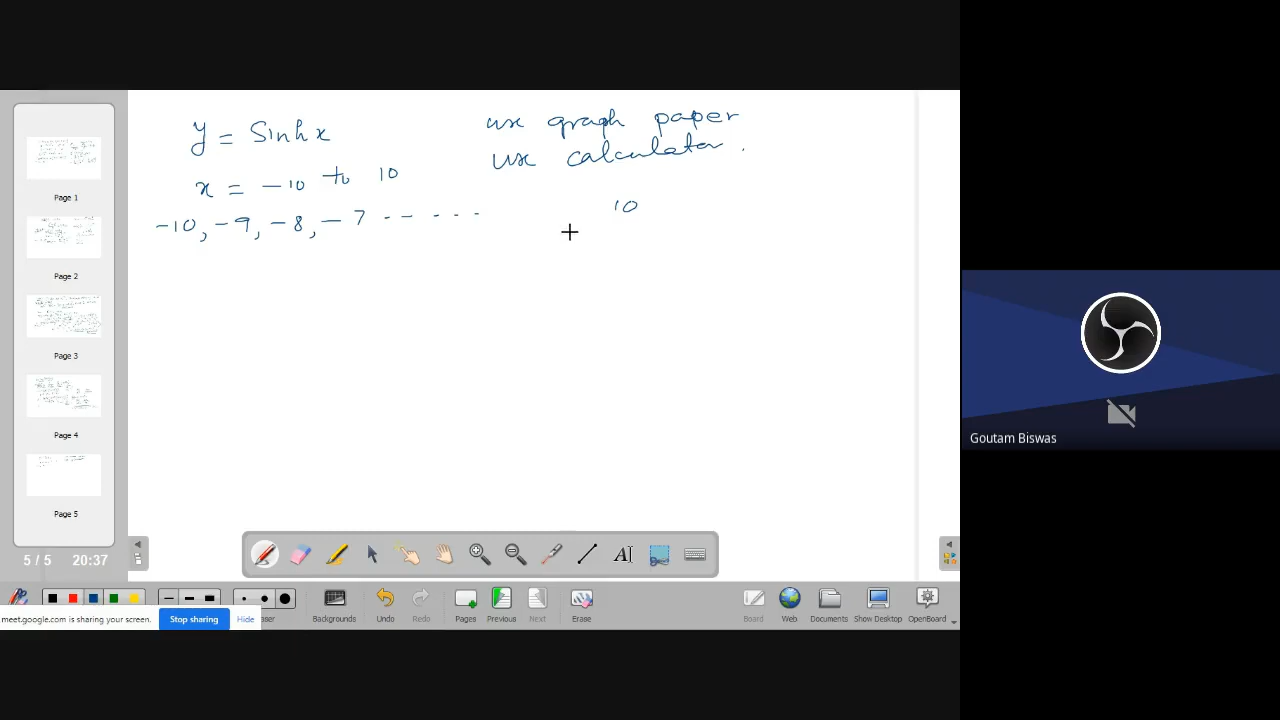 y = Sinhx
use graph paper
use calculator.
x = -10 to 10
-10, -9, -8, -7 ------- 10
Page 1
Page 2
Page 3
Page 4
Page 5
5 / 5 20:37
Goutam Biswas
meet.google.com is sharing your screen. Stop sharing Hide
Backgrounds Undo Redo Pages Previous Next Erase Board Web Documents Show Desktop OpenBoard